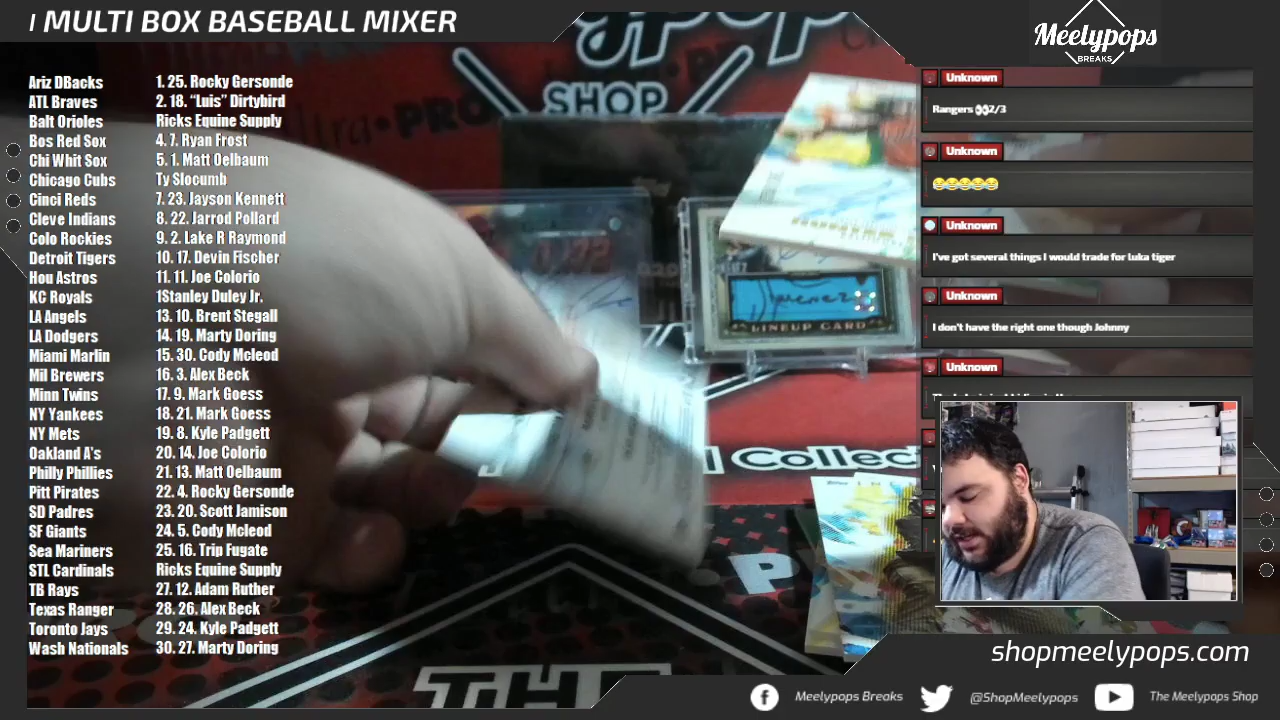 MULTI BOX BASEBALL MIXER
Meelypops
BREAKS
SHOP
PRO
Ariz DBacks 1. 25. Rocky Gersonde
ATL Braves 2. 18. “Luis” Dirtybird
Balt Orioles Ricks Equine Supply
Bos Red Sox 4. 7. Ryan Frost
Chi Whit Sox 5. 1. Matt Oelbaum
Chicago Cubs Ty Slocumb
Cinci Reds 7. 23. Jayson Kennett
Cleve Indians 8. 22. Jarrod Pollard
Colo Rockies 9. 2. Lake R Raymond
Detroit Tigers 10. 17. Devin Fischer
Hou Astros 11. 11. Joe Colorio
KC Royals 1Stanley Duley Jr.
LA Angels 13. 10. Brent Stegall
LA Dodgers 14. 19. Marty Doring
Miami Marlin 15. 30. Cody Mcleod
Mil Brewers 16. 3. Alex Beck
Minn Twins 17. 9. Mark Goess
NY Yankees 18. 21. Mark Goess
NY Mets 19. 8. Kyle Padgett
Oakland A's 20. 14. Joe Colorio
Philly Phillies 21. 13. Matt Oelbaum
Pitt Pirates 22. 4. Rocky Gersonde
SD Padres 23. 20. Scott Jamison
SF Giants 24. 5. Cody Mcleod
Sea Mariners 25. 16. Trip Fugate
STL Cardinals Ricks Equine Supply
TB Rays 27. 12. Adam Ruther
Texas Ranger 28. 26. Alex Beck
Toronto Jays 29. 24. Kyle Padgett
Wash Nationals 30. 27. Marty Doring
LINEUP CARD
l Collec
P
THE
Unknown
Rangers 👀2/3
Unknown
😂😂😂😂😂
Unknown
I've got several things I would trade for luka tiger
Unknown
I don't have the right one though Johnny
Unknown
shopmeelypops.com
Meelypops Breaks
@ShopMeelypops
The Meelypops Shop